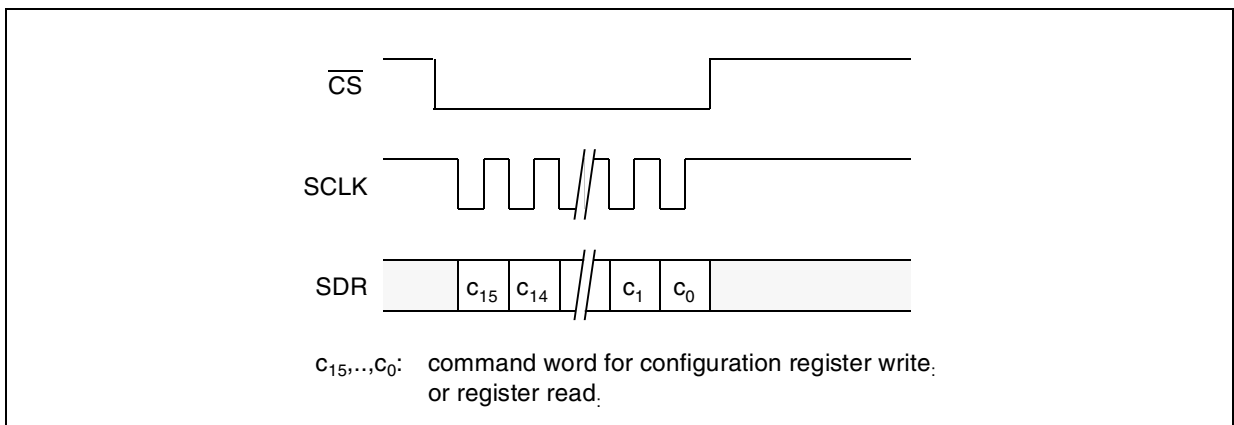 CS
SCLK
SDR c₁₅ c₁₄ c₁ c₀
c₁₅,..,c₀: command word for configuration register write:
or register read: